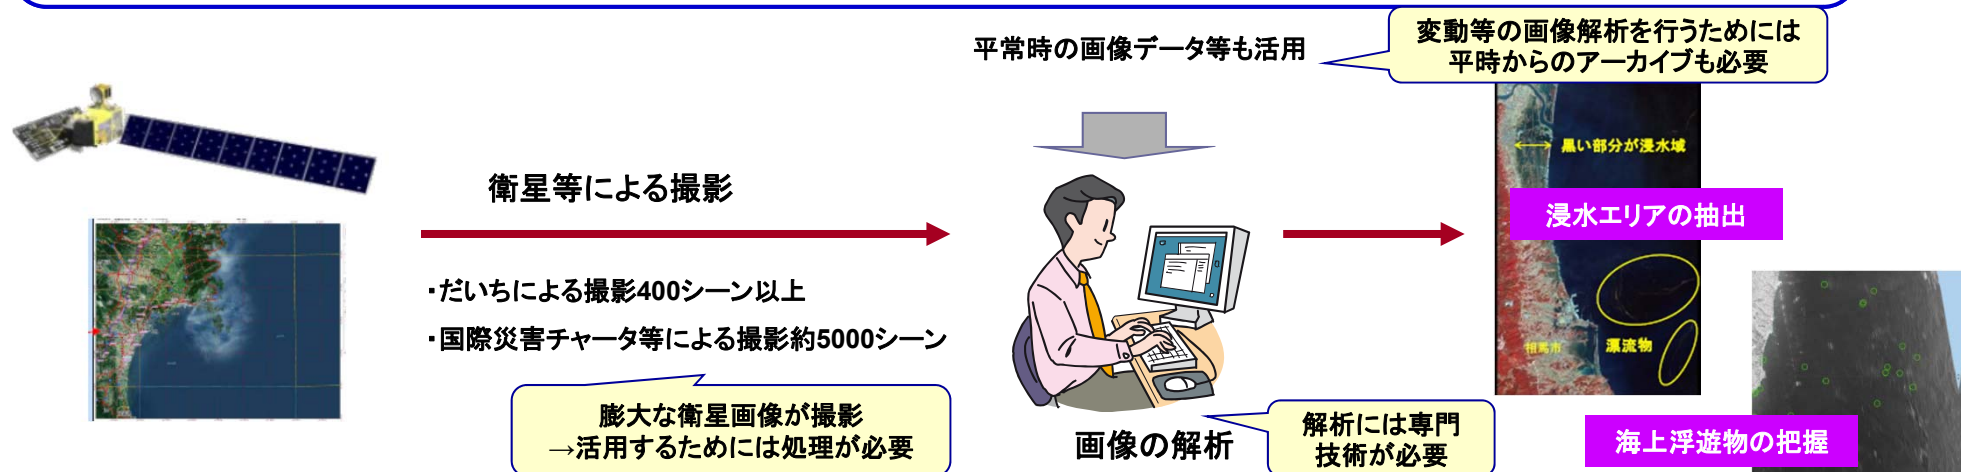 平常時の画像データ等も活用
変動等の画像解析を行うためには
平時からのアーカイブも必要
衛星等による撮影
・だいちによる撮影400シーン以上
・国際災害チャータ等による撮影約5000シーン
膨大な衛星画像が撮影
→活用するためには処理が必要
画像の解析
解析には専門
技術が必要
黒い部分が浸水域
浸水エリアの抽出
相馬市
漂流物
海上浮遊物の把握